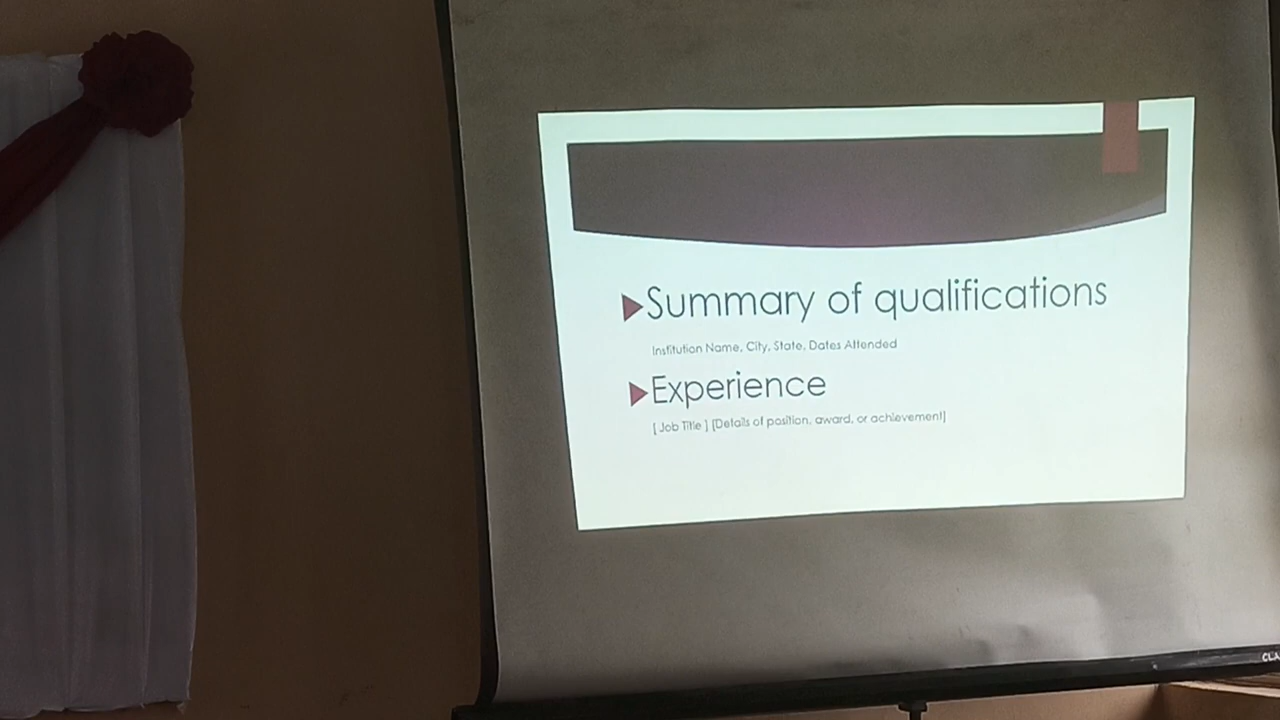 Summary of qualifications
Institution Name, City, State, Dates Attended
Experience
[ Job Title ] [Details of position, award, or achievement]